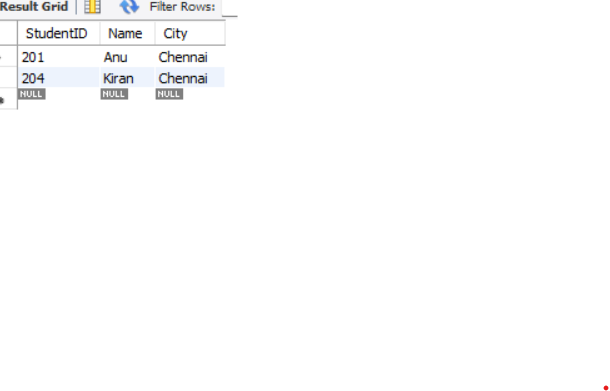 Result Grid Filter Rows:
StudentID Name City
201 Anu Chennai
204 Kiran Chennai
NULL NULL NULL